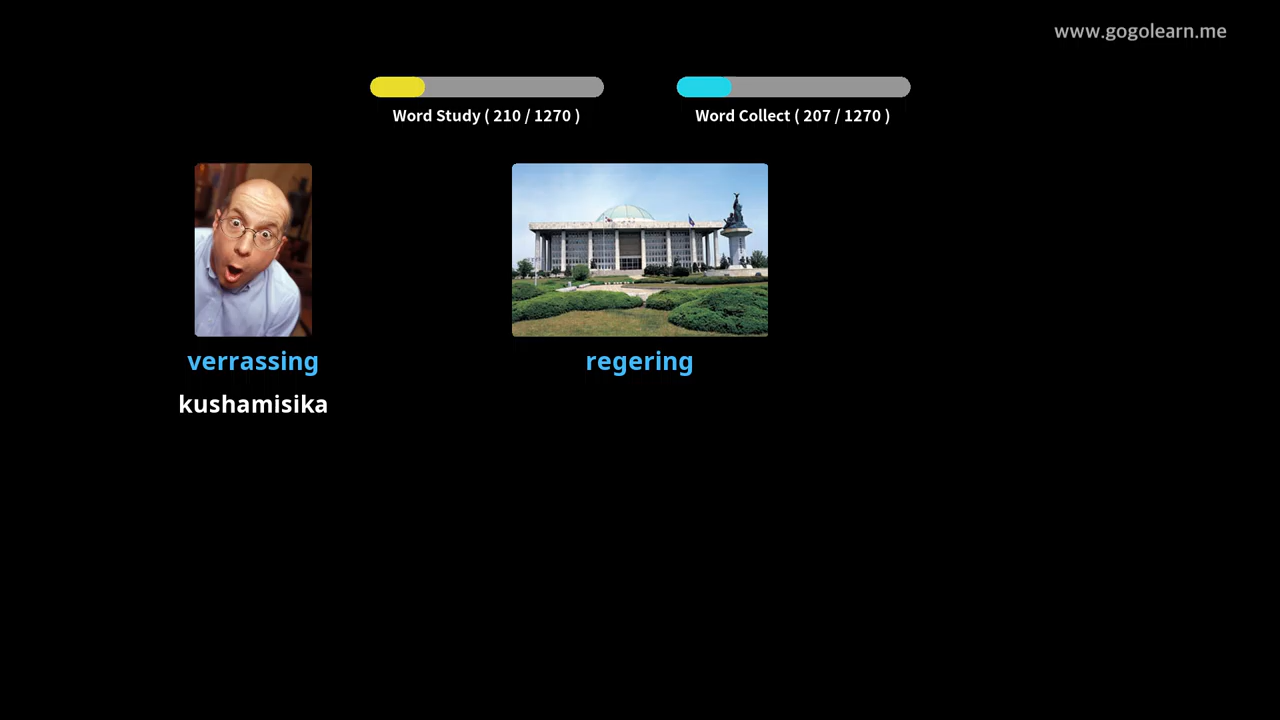 www.gogolearn.me
Word Study ( 210 / 1270 )
Word Collect ( 207 / 1270 )
verrassing
regering
kushamisika